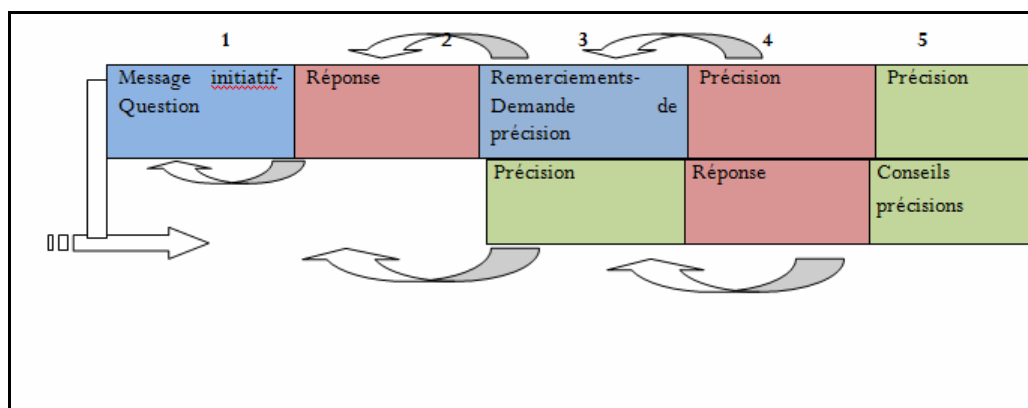 1 2 3 4 5
Message initiatif- Réponse Remerciements- Précision Précision
Question Demande de
précision
Précision Réponse Conseils
précisions